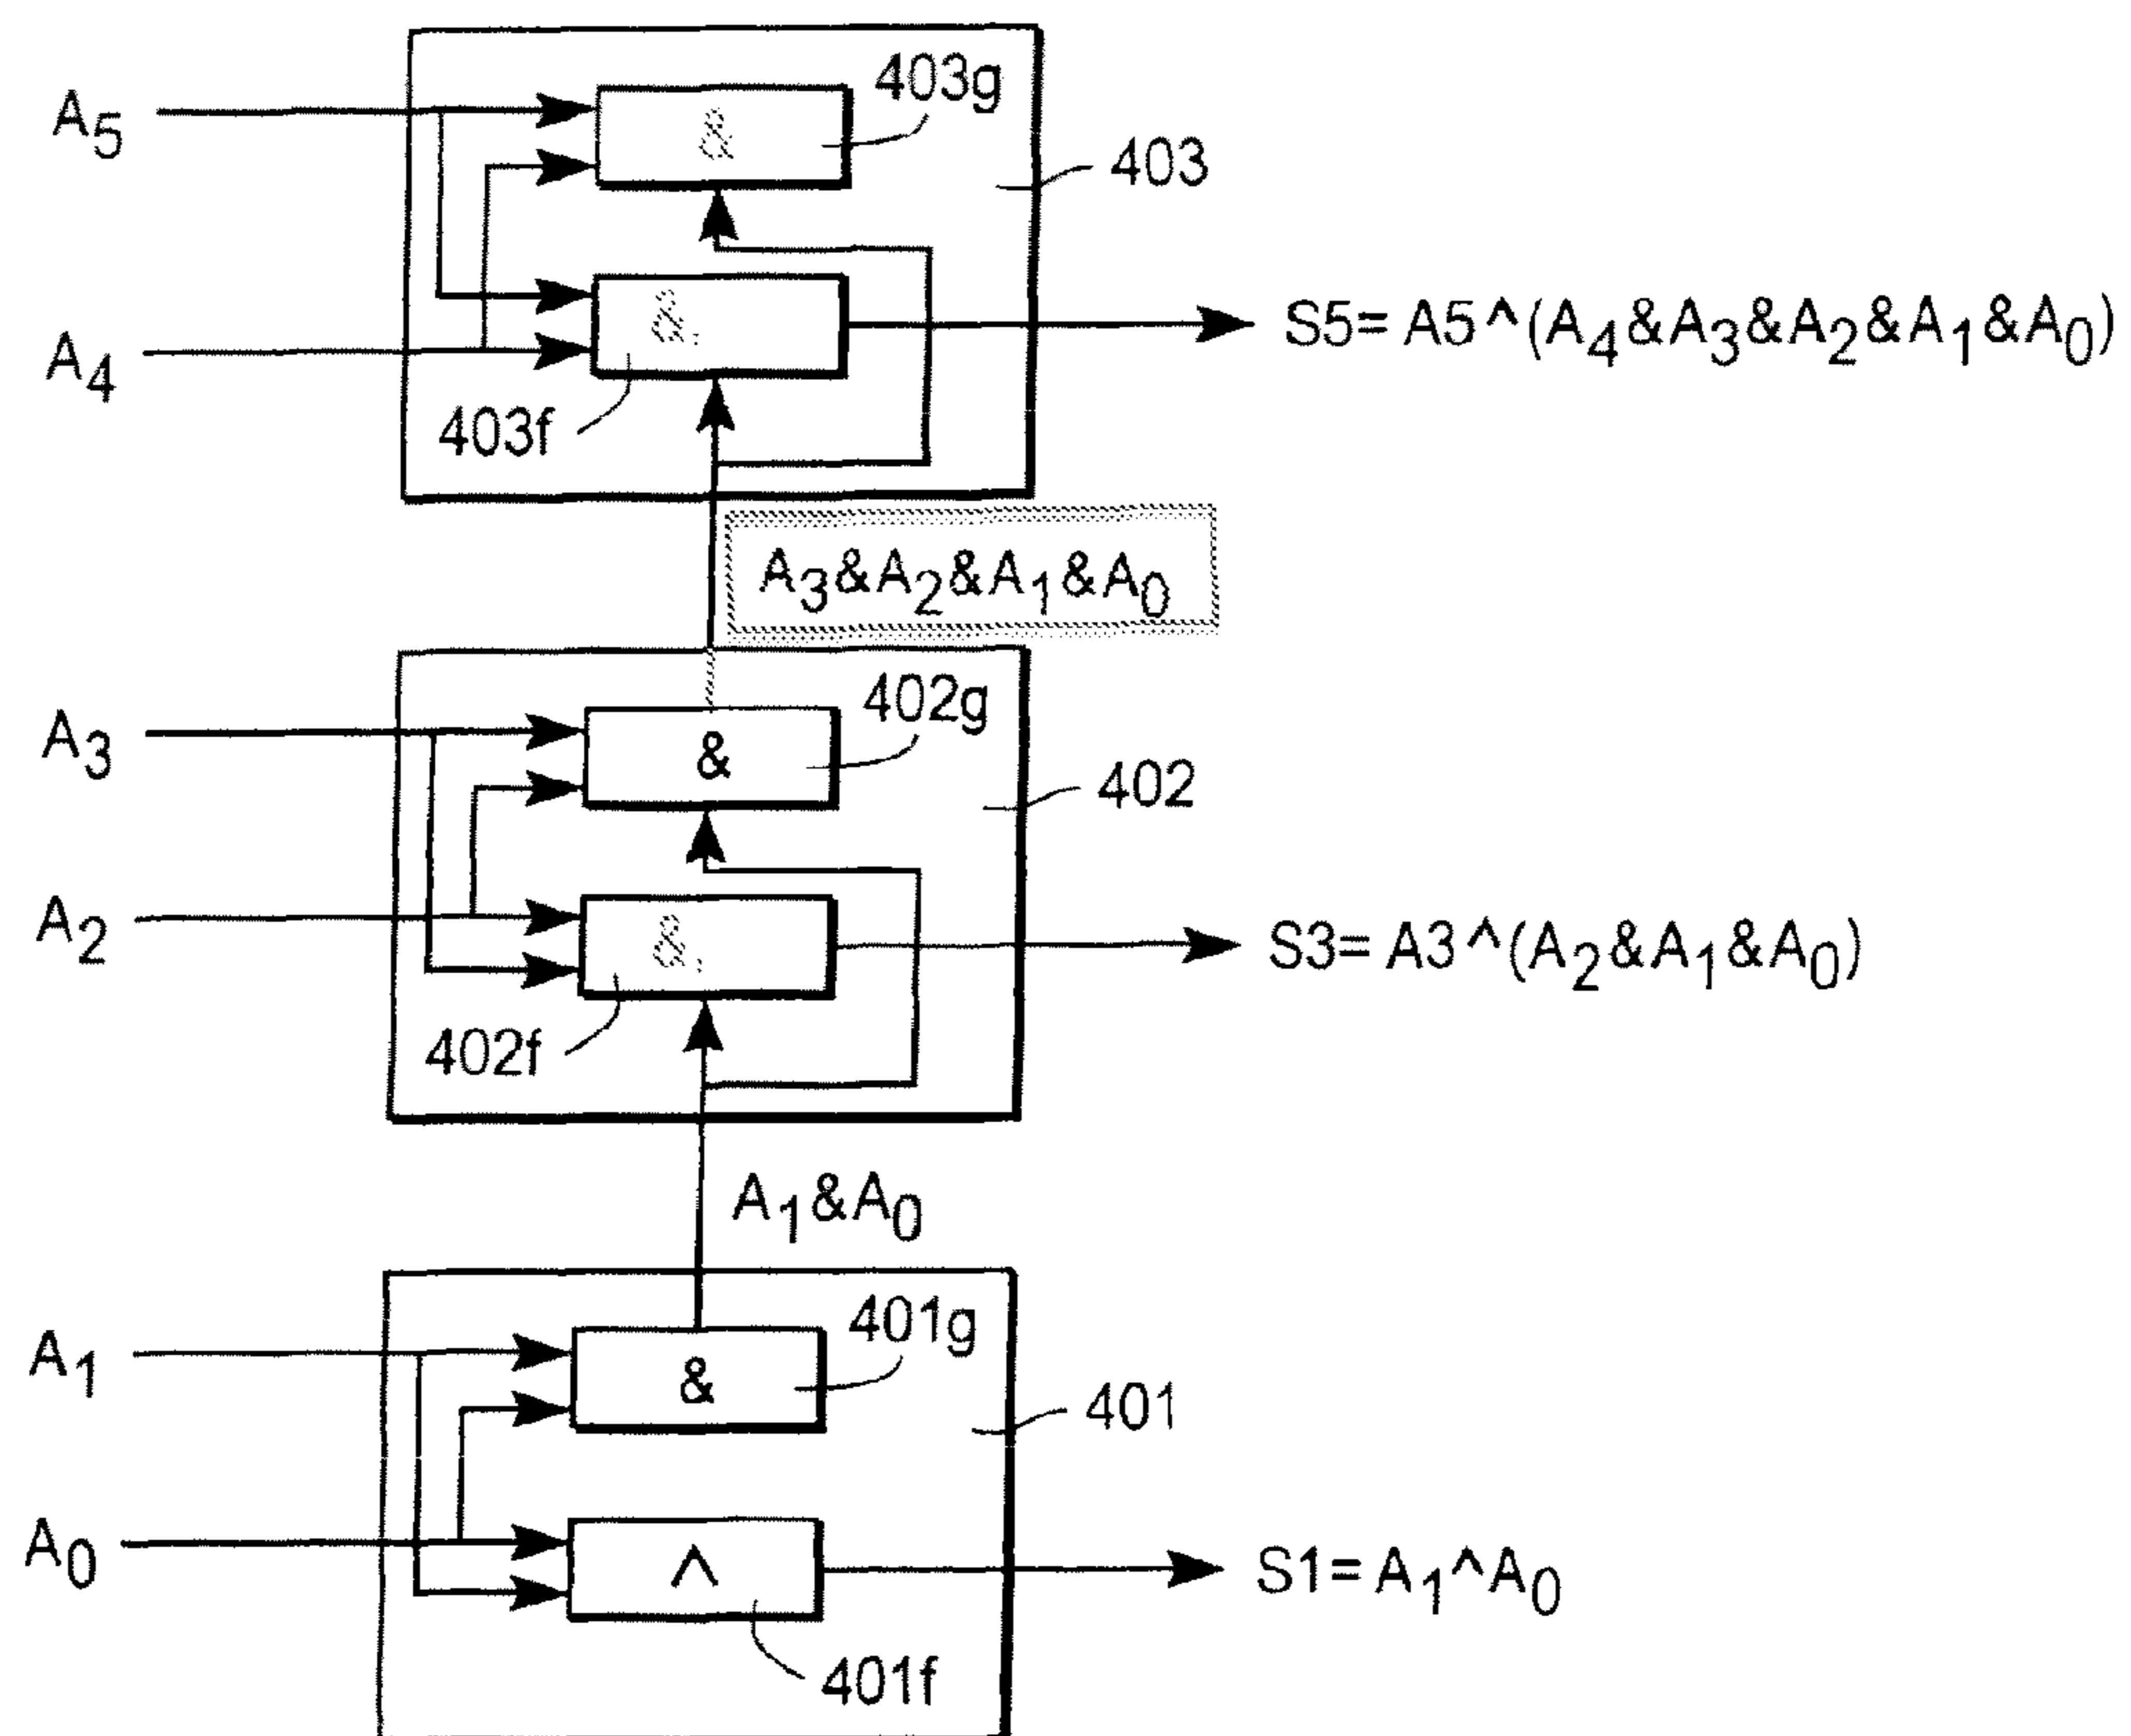 403g
A5
&
403
&
S5= A5^(A4&A3&A2&A1&A0)
A4
403f
A3&A2&A1&A0
402g
A3
&
402
A2
&
S3= A3^(A2&A1&A0)
402f
A1&A0
401g
A1
&
401
A0
^
S1= A1^A0
401f